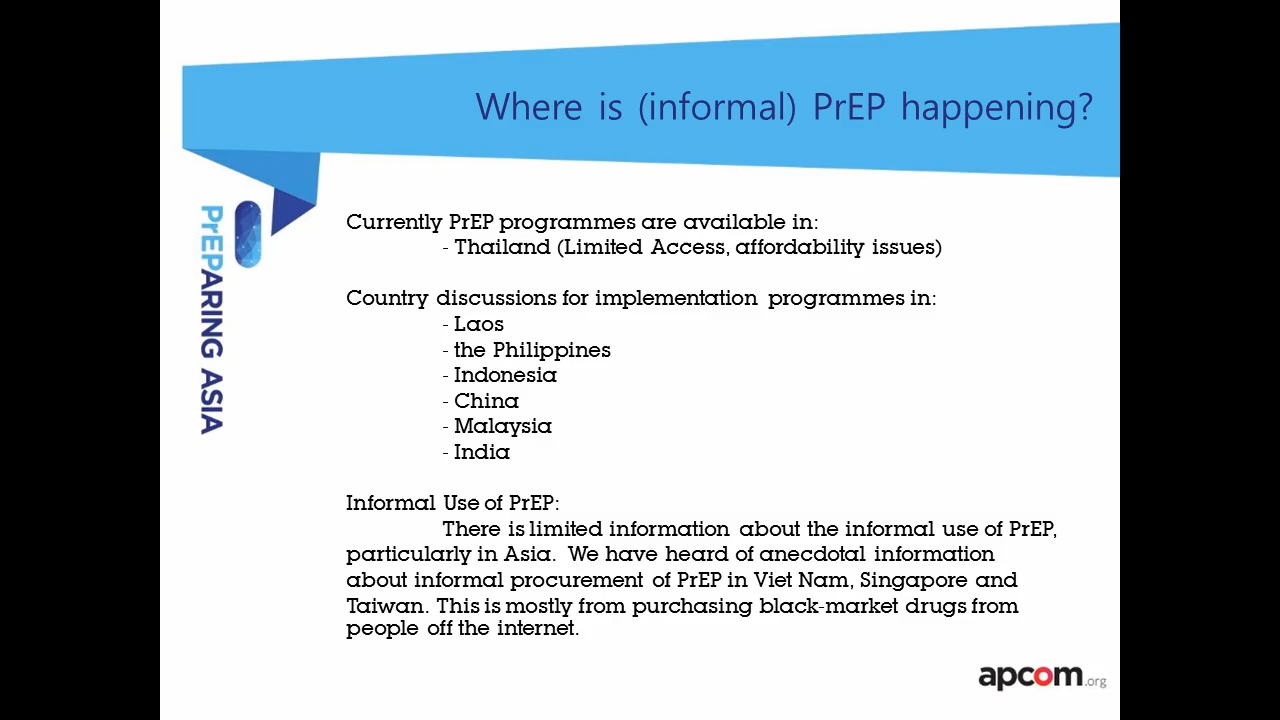 Where is (informal) PrEP happening?
PrEPARING ASIA
Currently PrEP programmes are available in:
- Thailand (Limited Access, affordability issues)
Country discussions for implementation programmes in:
- Laos
- the Philippines
- Indonesia
- China
- Malaysia
- India
Informal Use of PrEP:
There is limited information about the informal use of PrEP,
particularly in Asia. We have heard of anecdotal information
about informal procurement of PrEP in Viet Nam, Singapore and
Taiwan. This is mostly from purchasing black-market drugs from
people off the internet.
apcom.org